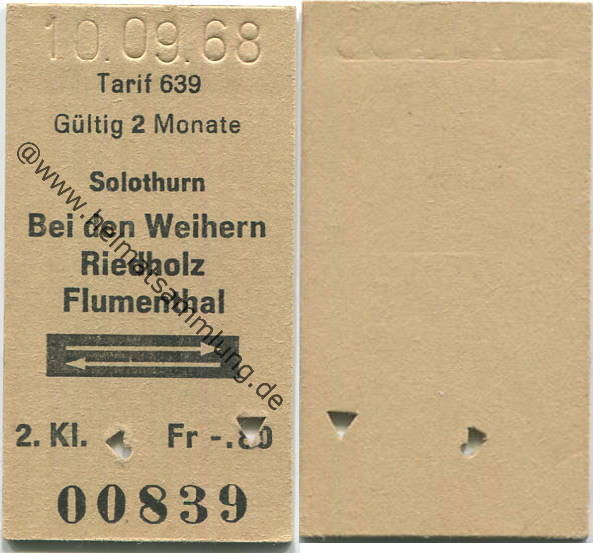 10.09.68
Tarif 639
Gültig 2 Monate
Solothurn
Bei den Weihern
Riedholz
Flumenthal
2. Kl. Fr -.80
00839
@www.heimatsammlung.de